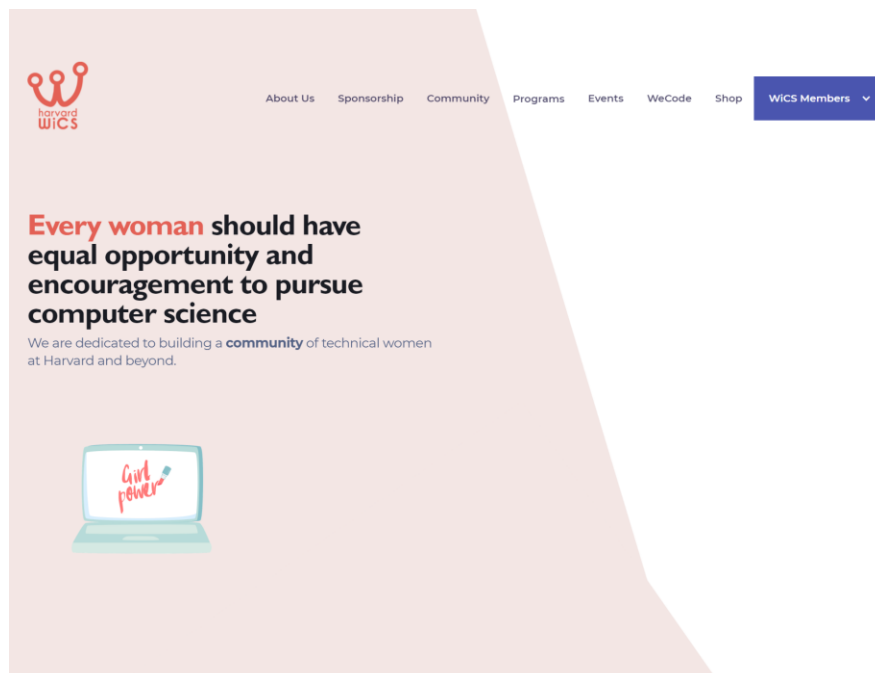 harvard
WiCS
About Us
Sponsorship
Community
Programs
Events
WeCode
Shop
WiCS Members
Every woman should have
equal opportunity and
encouragement to pursue
computer science
We are dedicated to building a community of technical women
at Harvard and beyond.
Girl
power